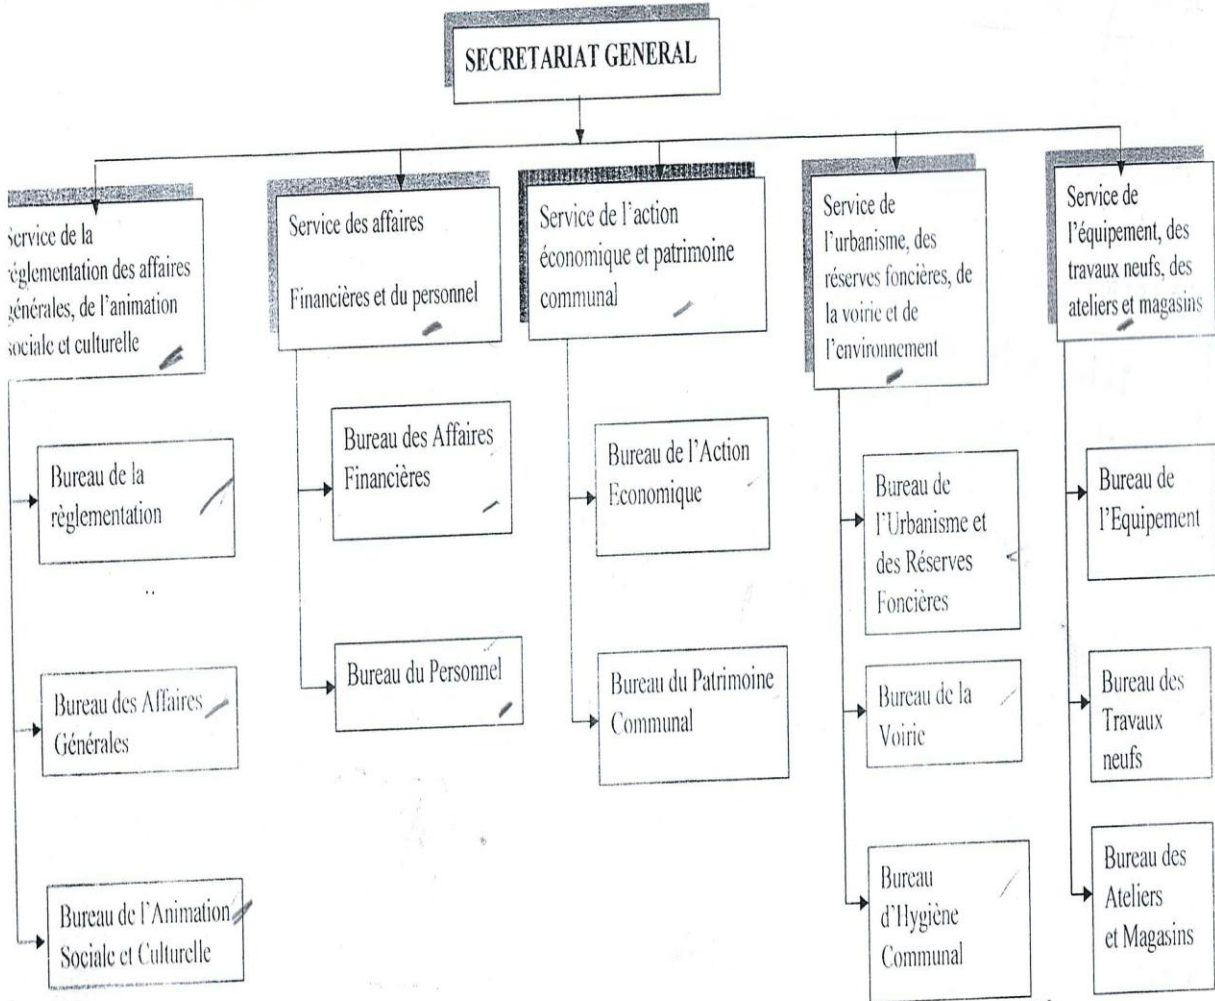 SECRETARIAT GENERAL
Service de la
règlementation des affaires
générales, de l'animation
sociale et culturelle
Bureau de la
règlementation
Bureau des Affaires
Générales
Bureau de l'Animation
Sociale et Culturelle
Service des affaires
Financières et du personnel
Bureau des Affaires
Financières
Bureau du Personnel
Service de l'action
économique et patrimoine
communal
Bureau de l'Action
Economique
Bureau du Patrimoine
Communal
Service de
l'urbanisme, des
réserves foncières, de
la voirie et de
l'environnement
Bureau de
l'Urbanisme et
des Réserves
Foncières
Bureau de la
Voirie
Bureau
d'Hygiène
Communal
Service de
l'équipement, des
travaux neufs, des
ateliers et magasins
Bureau de
l'Equipement
Bureau des
Travaux
neufs
Bureau des
Ateliers
et Magasins